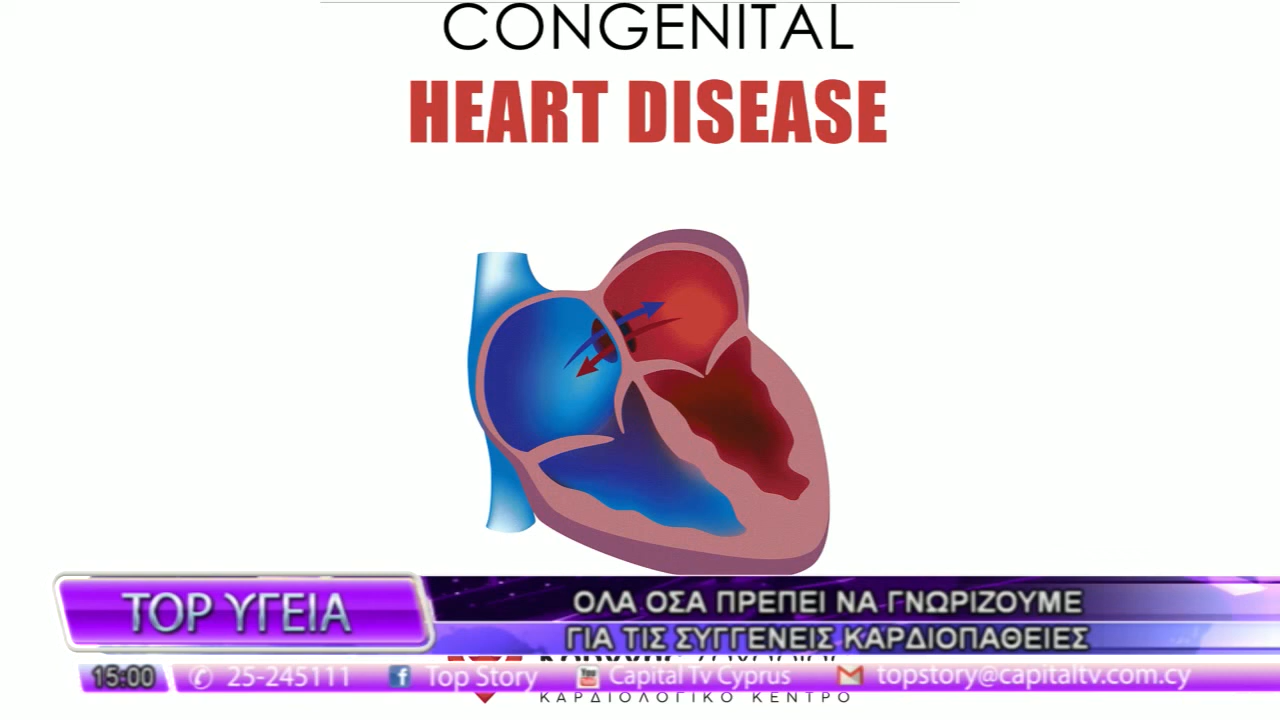 CONGENITAL
HEART DISEASE
TOP ΥΓΕΙΑ
ΟΛΑ ΟΣΑ ΠΡΕΠΕΙ ΝΑ ΓΝΩΡΙΖΟΥΜΕ
ΓΙΑ ΤΙΣ ΣΥΓΓΕΝΕΙΣ ΚΑΡΔΙΟΠΑΘΕΙΕΣ
15:00 25-245111 Top Story Capital Tv Cyprus topstory@capitaltv.com.cy
ΚΑΡΔΙΟΛΟΓΙΚΟ ΚΕΝΤΡΟ